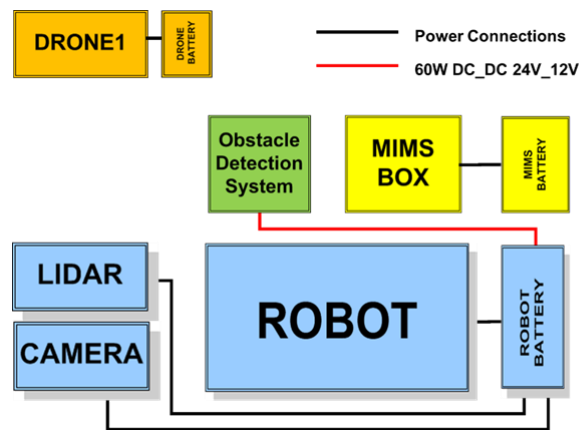 DRONE1
DRONE
BATTERY
Power Connections
60W DC_DC 24V_12V
Obstacle
Detection
System
MIMS
BOX
MIMS
BATTERY
LIDAR
CAMERA
ROBOT
ROBOT
BATTERY